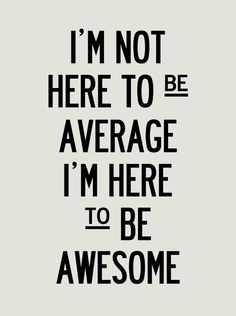 I'M NOT
HERE TO BE
AVERAGE
I'M HERE
TO BE
AWESOME